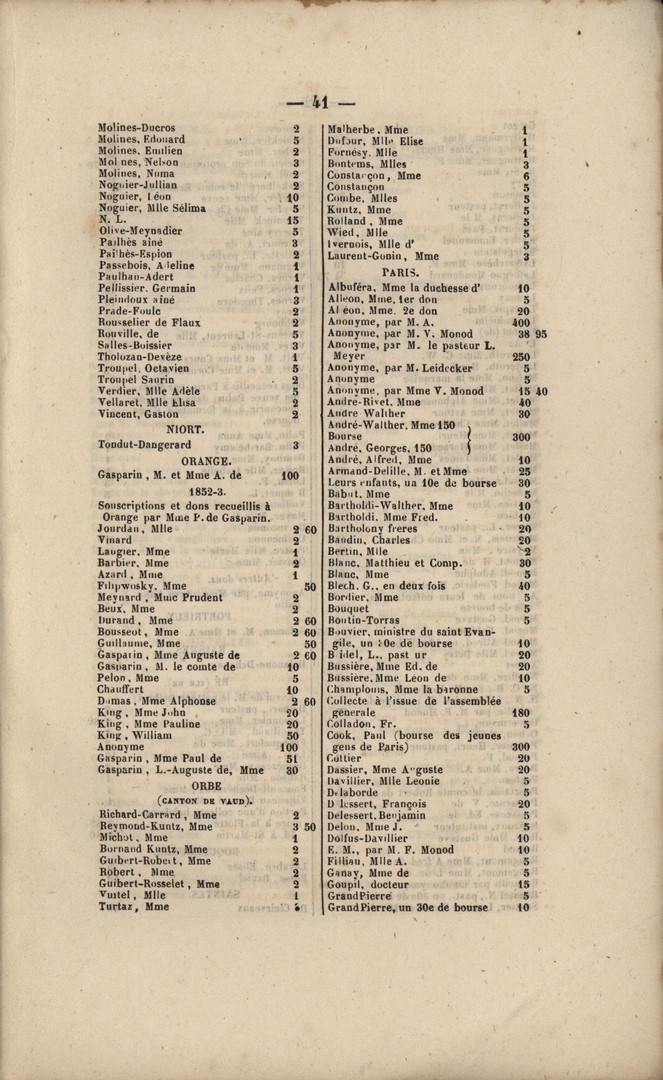 — 41 —
Molines-Ducros 2
Molines, Edouard 5
Molines, Emilien 2
Mol nes, Nelson 3
Molines, Numa 2
Noguier-Jullian 2
Noguier, Léon 10
Noguier, Mlle Sélima 5
N. L. 15
Olive-Meynadier 5
Pailhès aîné 3
Pailhès-Espion 2
Passebois, Adeline 1
Paulhan-Adert 1
Pellissier, Germain 1
Pleindoux aîné 3
Prade-Foulc 2
Rousselier de Flaux 2
Rouville, de 5
Salles-Boissier 3
Tholozan-Devèze 1
Troupel, Octavien 5
Troupel Saurin 2
Verdier, Mlle Adèle 5
Vellaret, Mlle Elisa 2
Vincent, Gaston 2
NIORT.
Tondut-Dangerard 3
ORANGE.
Gasparin, M. et Mme A. de 100
1852-3.
Souscriptions et dons recueillis à
Orange par Mme P. de Gasparin.
Jourdan, Mlle 2 60
Vinard 2
Laugier, Mme 1
Barbier, Mme 2
Azard, Mme 1
Filipwosky, Mme 50
Meynard, Mme Prudent 2
Beux, Mme 2
Durand, Mme 2 60
Bousseot, Mme 2 60
Guillaume, Mme 50
Gasparin, Mme Auguste de 2 60
Gasparin, M. le comte de 10
Pelon, Mme 5
Chauffert 10
Dumas, Mme Alphonse 2 60
King, Mme John 20
King, Mme Pauline 20
King, William 50
Anonyme 100
Gasparin, Mme Paul de 51
Gasparin, L.-Auguste de, Mme 30
ORBE
(CANTON DE VAUD).
Richard-Carrard, Mme 2
Reymond-Kuntz, Mme 3 50
Michot, Mme 1
Bornand Kuntz, Mme 2
Guibert-Robert, Mme 2
Robert, Mme 2
Guibert-Rosselet, Mme 2
Vuitel, Mlle 1
Turtaz, Mme
Malherbe, Mme 1
Dufour, Mlle Elise 1
Fornésy, Mlle 1
Bontems, Mlles 3
Constançon, Mme 6
Constançon 5
Combe, Mlles 5
Kuntz, Mme 5
Rolland, Mme 5
Wied, Mlle 5
Ivernois, Mlle d' 5
Laurent-Gonin, Mme 3
PARIS.
Albuféra, Mme la duchesse d' 10
Alléon, Mme, 1er don 5
Al éon, Mme, 2e don 20
Anonyme, par M. A. 400
Anonyme, par M. V. Monod 38 95
Anonyme, par M. le pasteur L.
Meyer 250
Anonyme, par M. Leidecker 5
Anonyme 5
Anonyme, par Mme V. Monod 15 40
Andre-Rivet, Mme 40
André Walther 30
André-Walther, Mme 150
Bourse 300
André, Georges, 150
André, Alfred, Mme 10
Armand-Delille, M. et Mme 25
Leurs enfants, un 10e de bourse 30
Babut, Mme 5
Bartholdi-Walther, Mme 10
Bartholdi, Mme Fred. 10
Bartholony frères 20
Baudin, Charles 20
Bertin, Mlle 2
Blanc, Matthieu et Comp. 30
Blanc, Mme 5
Blech, G., en deux fois 40
Bordier, Mme 5
Bouquet 5
Boutin-Torras 5
Bouvier, ministre du saint Evan-
gile, un 30e de bourse 10
B idel, L., past ur 20
Bussière, Mme Ed. de 20
Bussière, Mme Léon de 10
Champlouis, Mme la baronne 5
Collecte à l'issue de l'assemblée
générale 180
Colladon, Fr. 5
Cook, Paul (bourse des jeunes
gens de Paris) 300
Cottier 20
Dassier, Mme Auguste 20
Davillier, Mlle Leonie 5
Delaborde 5
D lessert, François 20
Delessert, Benjamin 5
Delon, Mme J. 5
Dolfus-Davillier 10
E. M., par M. F. Monod 10
Filliau, Mlle A. 5
Ganay, Mme de 5
Goupil, docteur 15
GrandPierre 5
GrandPierre, un 30e de bourse 10